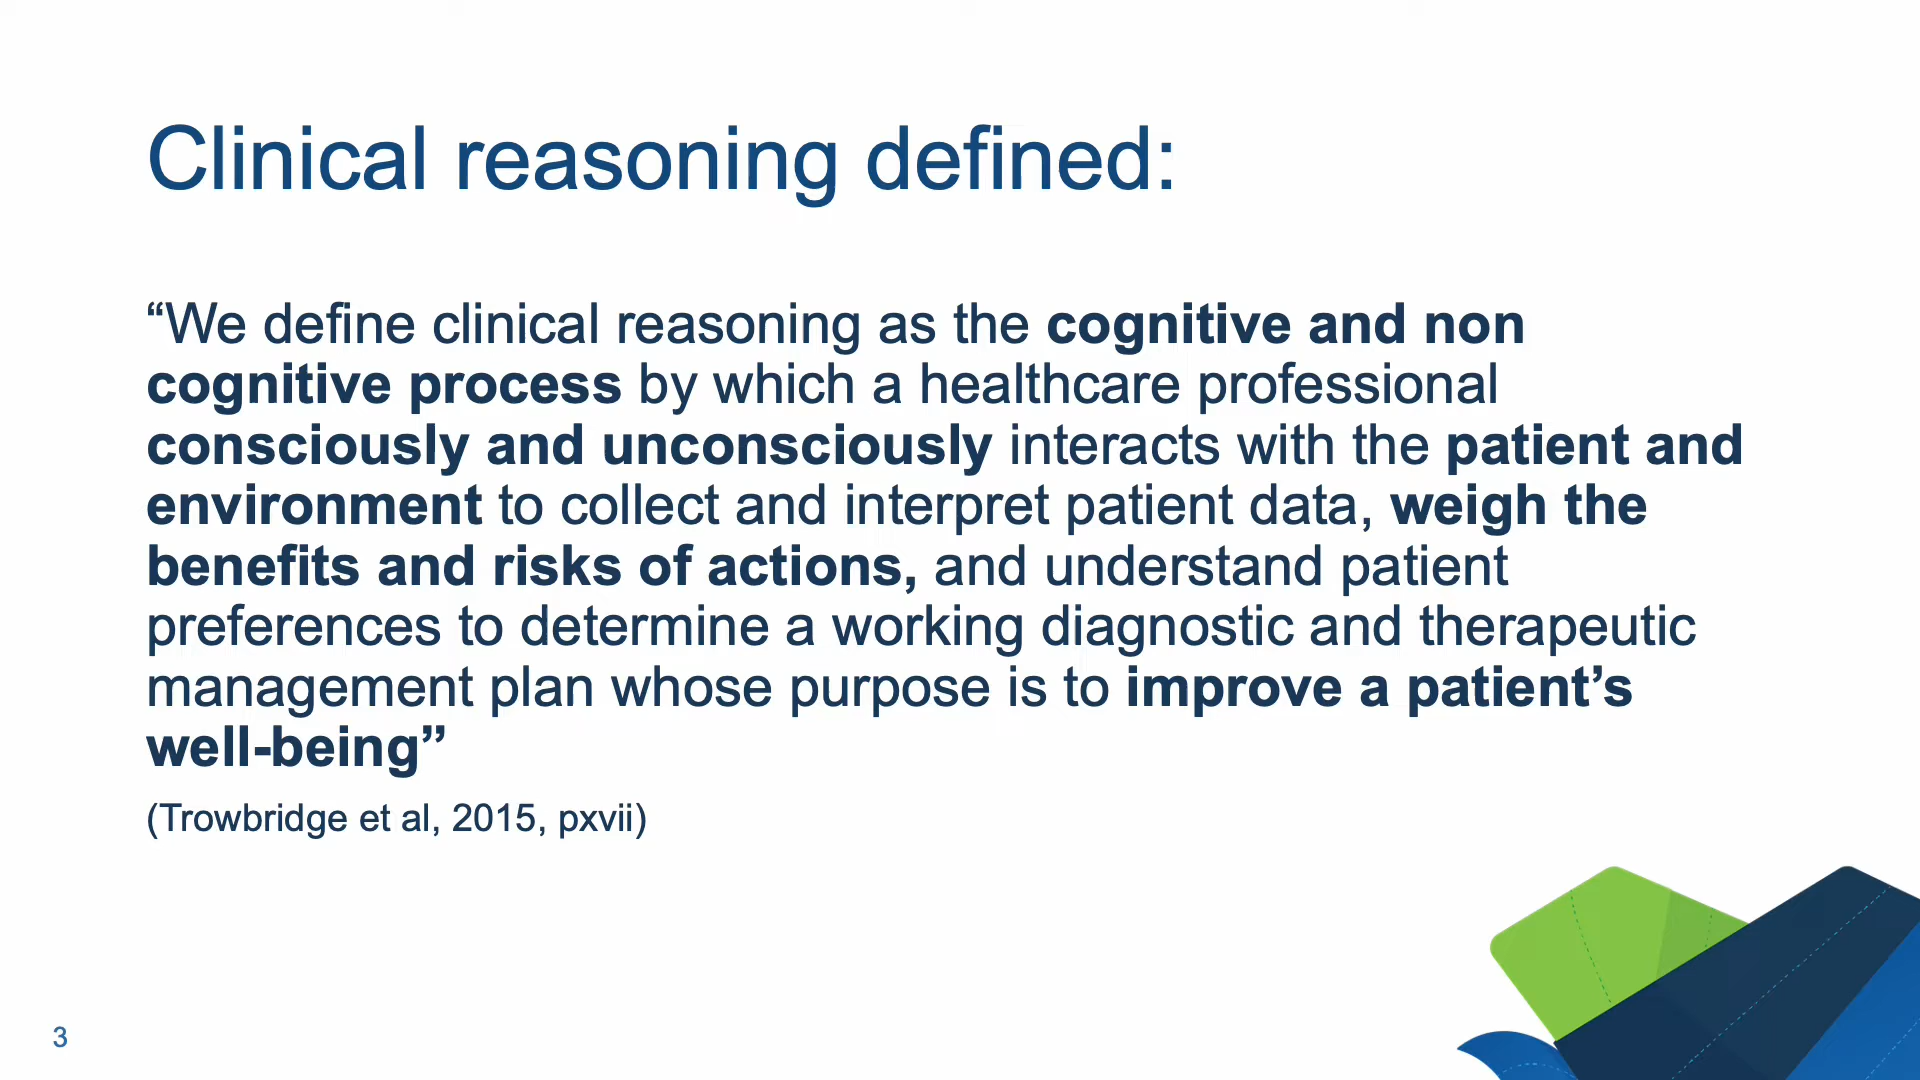 Clinical reasoning defined:
“We define clinical reasoning as the cognitive and non
cognitive process by which a healthcare professional
consciously and unconsciously interacts with the patient and
environment to collect and interpret patient data, weigh the
benefits and risks of actions, and understand patient
preferences to determine a working diagnostic and therapeutic
management plan whose purpose is to improve a patient’s
well-being”
(Trowbridge et al, 2015, pxvii)
3